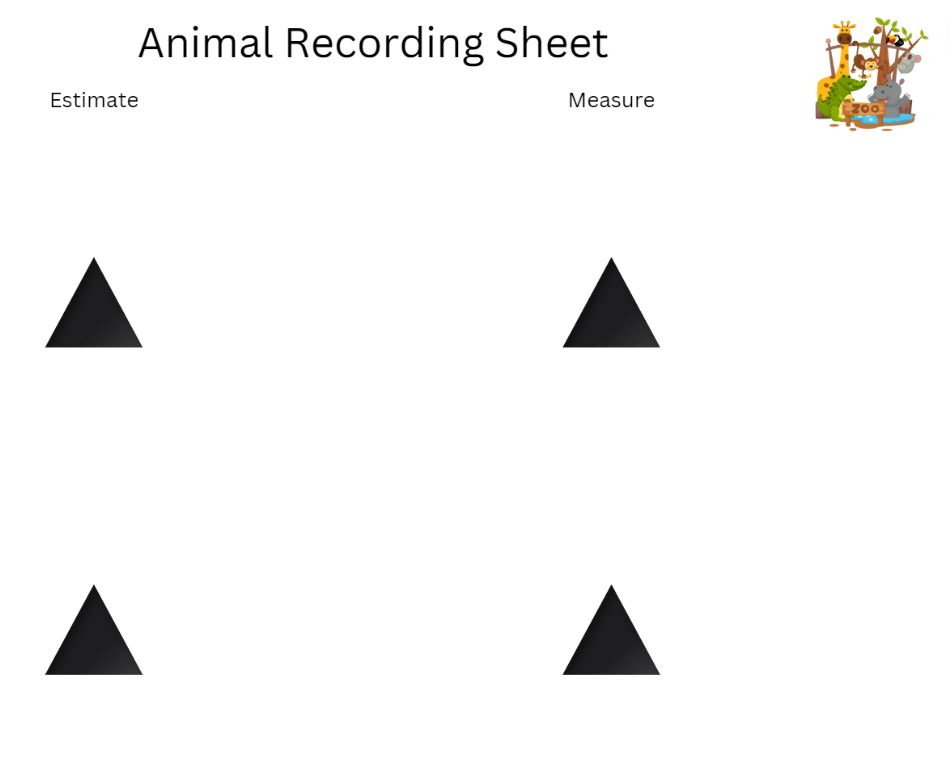 Animal Recording Sheet
Estimate
Measure
ZOO